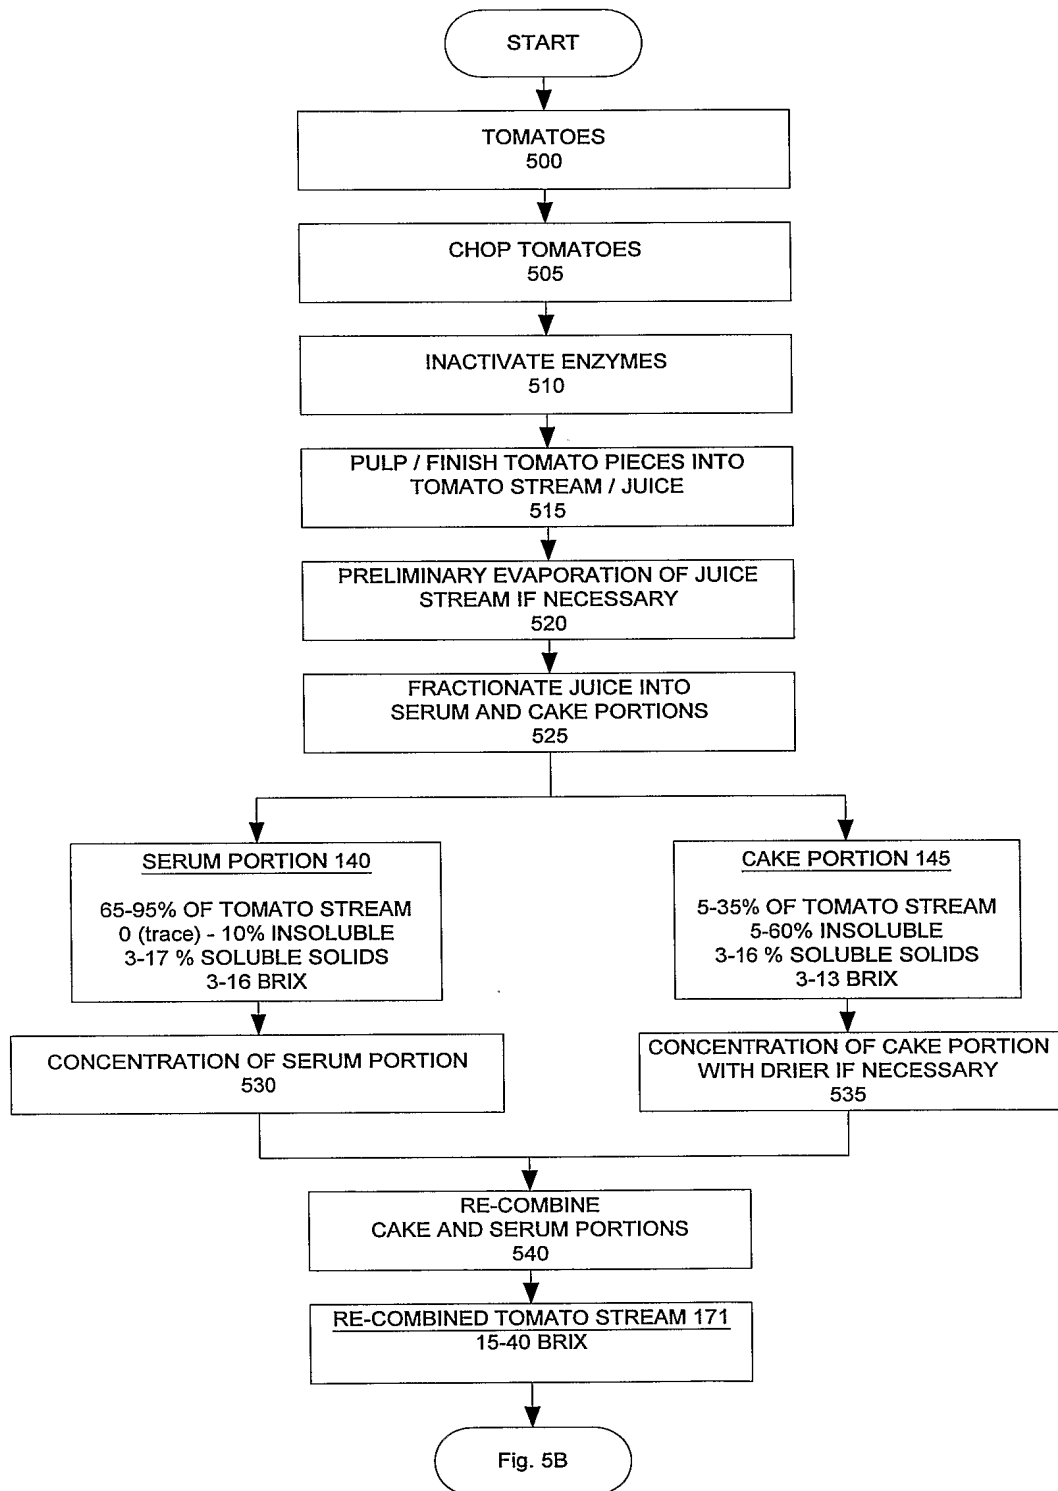 START
TOMATOES
500
CHOP TOMATOES
505
INACTIVATE ENZYMES
510
PULP / FINISH TOMATO PIECES INTO
TOMATO STREAM / JUICE
515
PRELIMINARY EVAPORATION OF JUICE
STREAM IF NECESSARY
520
FRACTIONATE JUICE INTO
SERUM AND CAKE PORTIONS
525
SERUM PORTION 140
65-95% OF TOMATO STREAM
0 (trace) - 10% INSOLUBLE
3-17 % SOLUBLE SOLIDS
3-16 BRIX
CAKE PORTION 145
5-35% OF TOMATO STREAM
5-60% INSOLUBLE
3-16 % SOLUBLE SOLIDS
3-13 BRIX
CONCENTRATION OF SERUM PORTION
530
CONCENTRATION OF CAKE PORTION
WITH DRIER IF NECESSARY
535
RE-COMBINE
CAKE AND SERUM PORTIONS
540
RE-COMBINED TOMATO STREAM 171
15-40 BRIX
Fig. 5B